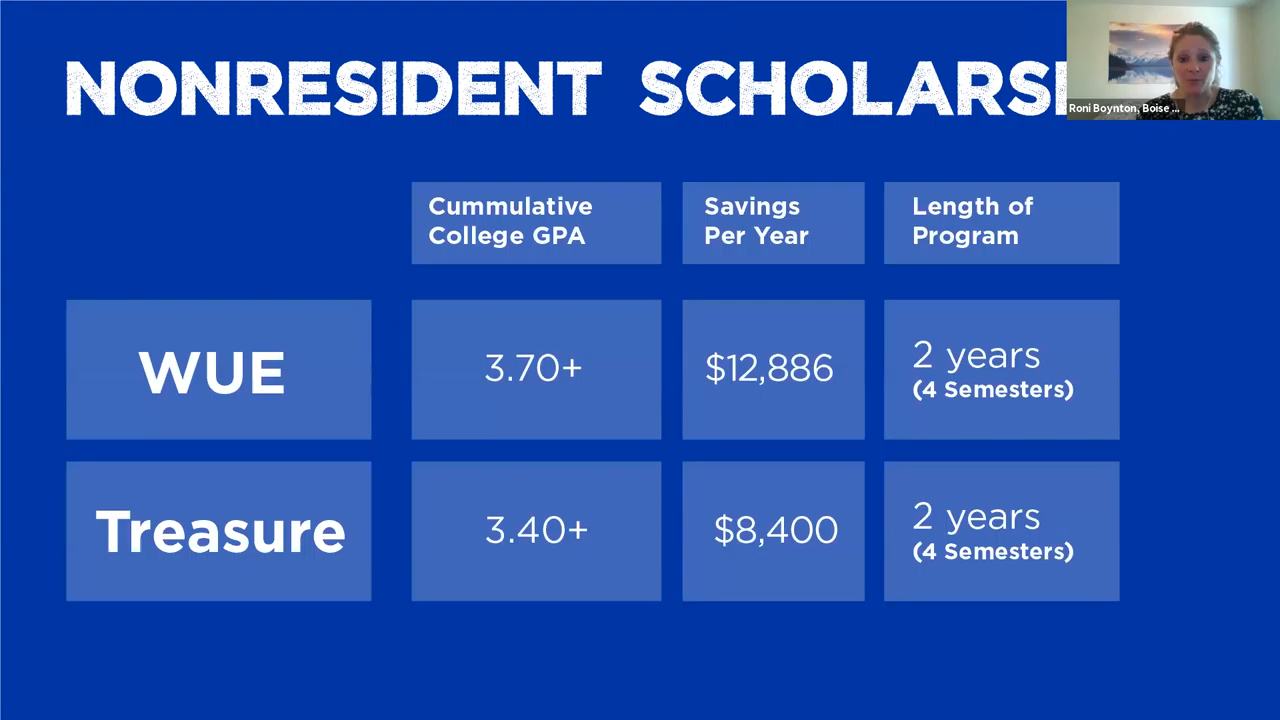 NONRESIDENT SCHOLARS
Roni Boynton, Boise ...
Cummulative
College GPA
Savings
Per Year
Length of
Program
WUE
3.70+
$12,886
2 years
(4 Semesters)
Treasure
3.40+
$8,400
2 years
(4 Semesters)